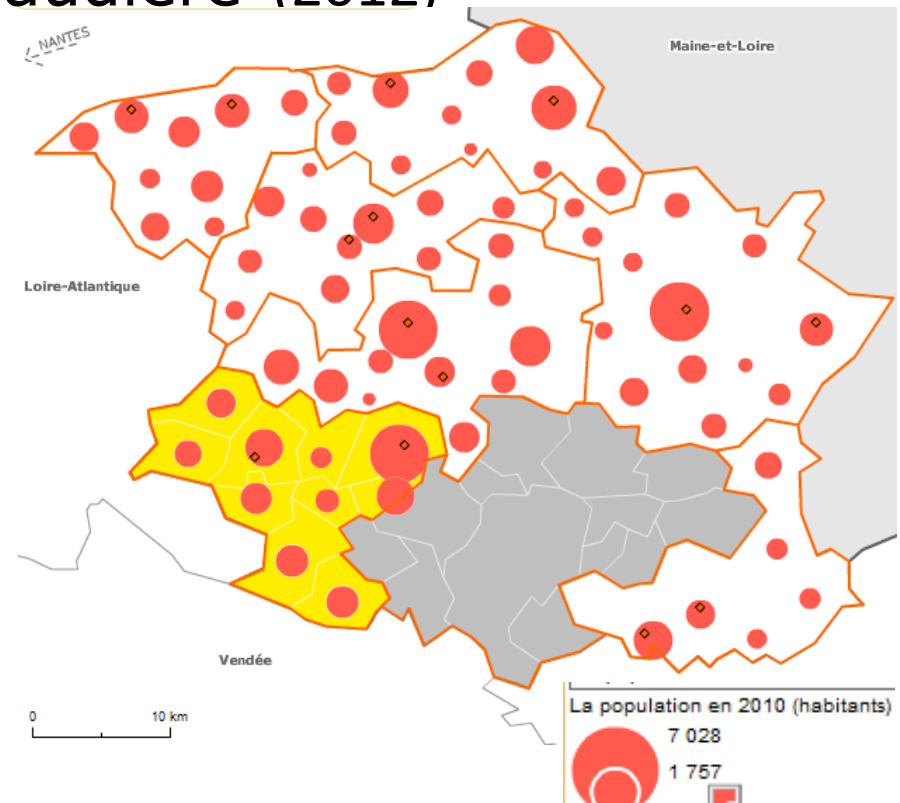 (2012)
NANTES
Maine-et-Loire
Loire-Atlantique
Vendée
0 10 km
La population en 2010 (habitants)
7 028
1 757